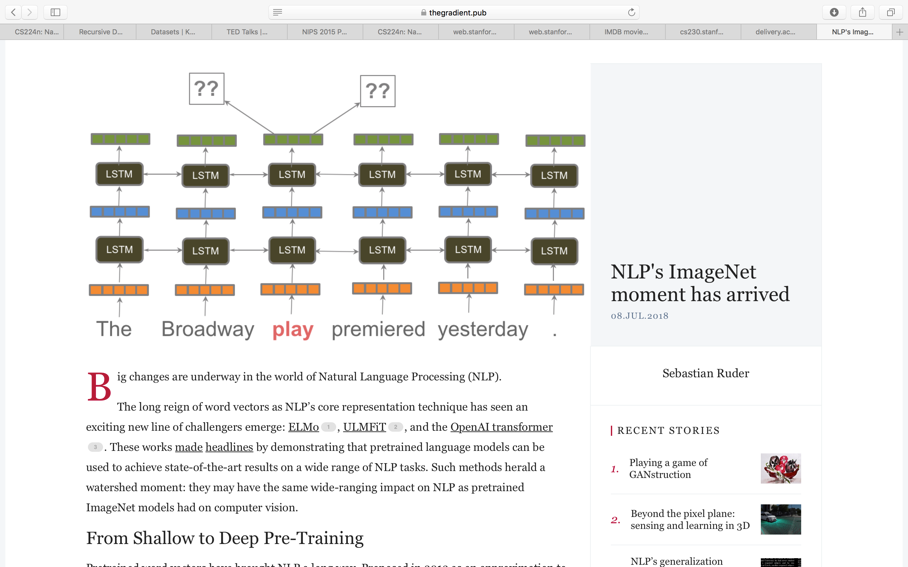 thegradient.pub
CS224n: Na...
Recursive D...
Datasets | K...
TED Talks |...
NIPS 2015 P...
CS224n: Na...
web.stanfor...
web.stanfor...
IMDB movie...
cs230.stanf...
delivery.ac...
NLP's Imag...
?? ??
LSTM LSTM LSTM LSTM LSTM LSTM
LSTM LSTM LSTM LSTM LSTM LSTM
The Broadway play premiered yesterday .
Big changes are underway in the world of Natural Language Processing (NLP).
The long reign of word vectors as NLP's core representation technique has seen an
exciting new line of challengers emerge: ELMo 1 , ULMFiT 2 , and the OpenAI transformer
3 . These works made headlines by demonstrating that pretrained language models can be
used to achieve state-of-the-art results on a wide range of NLP tasks. Such methods herald a
watershed moment: they may have the same wide-ranging impact on NLP as pretrained
ImageNet models had on computer vision.
From Shallow to Deep Pre-Training
NLP's ImageNet
moment has arrived
08.JUL.2018
Sebastian Ruder
RECENT STORIES
1. Playing a game of
GANstruction
2. Beyond the pixel plane:
sensing and learning in 3D
NLP's generalization